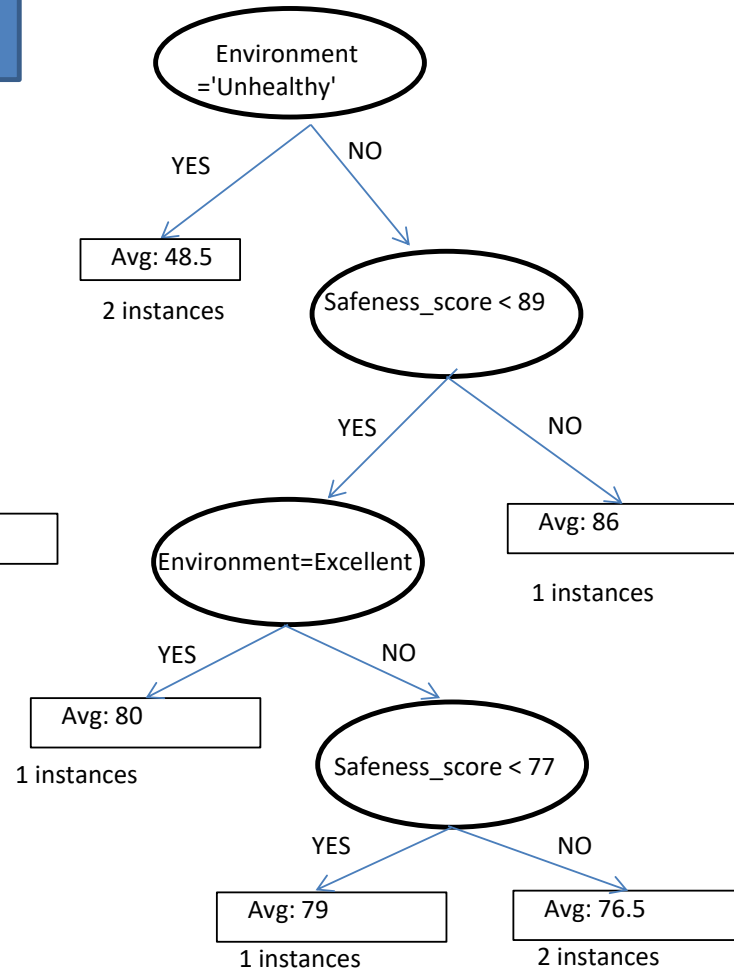 Environment
='Unhealthy'
YES
NO
Avg: 48.5
2 instances
Safeness_score < 89
YES
NO
Avg: 86
1 instances
Environment=Excellent
YES
NO
Avg: 80
1 instances
Safeness_score < 77
YES
NO
Avg: 79
1 instances
Avg: 76.5
2 instances